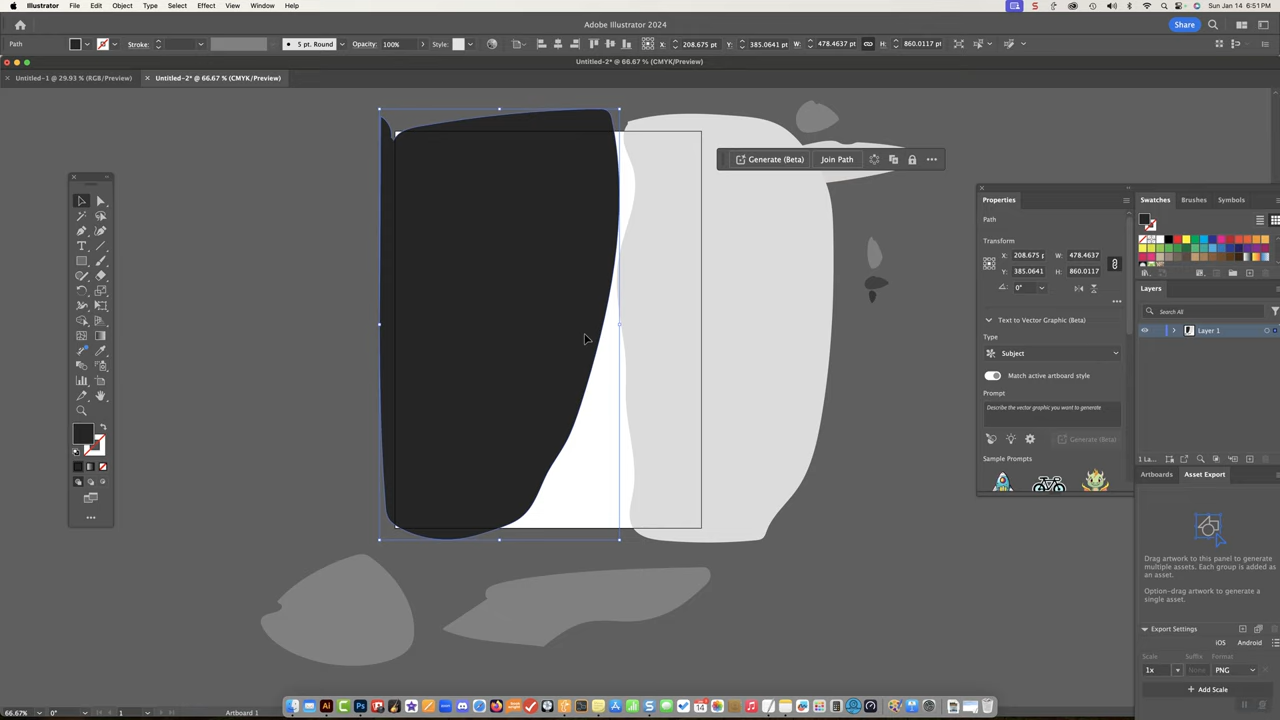 Illustrator File Edit Object Type Select Effect View Window Help Sun Jan 14 6:51PM
Adobe Illustrator 2024
Share
Path Stroke: 5 pt. Round Opacity: 100% Style: X: 208.675 pt Y: 385.0641 pt W: 478.4637 pt H: 860.0117 pt
Untitled-2* @ 66.67 % (CMYK/Preview)
Untitled-1 @ 29.93 % (RGB/Preview) Untitled-2* @ 66.67 % (CMYK/Preview)
Generate (Beta) Join Path
Properties
Path
Transform
X: 208.675 p W: 478.4637
Y: 385.0641 H: 860.0117
0°
Text to Vector Graphic (Beta)
Type
Subject
Match active artboard style
Prompt
Describe the vector graphic you want to generate
Generate (Beta)
Sample Prompts
Swatches Brushes Symbols
Layers
Search All
Layer 1
1 La...
Artboards Asset Export
Drag artwork to this panel to generate
multiple assets. Each group is added as
an asset.
Option-drag artwork to generate a
single asset.
Export Settings
iOS Android
Scale Suffix Format
1x None PNG
+ Add Scale
66.67% 0° 1 Artboard 1